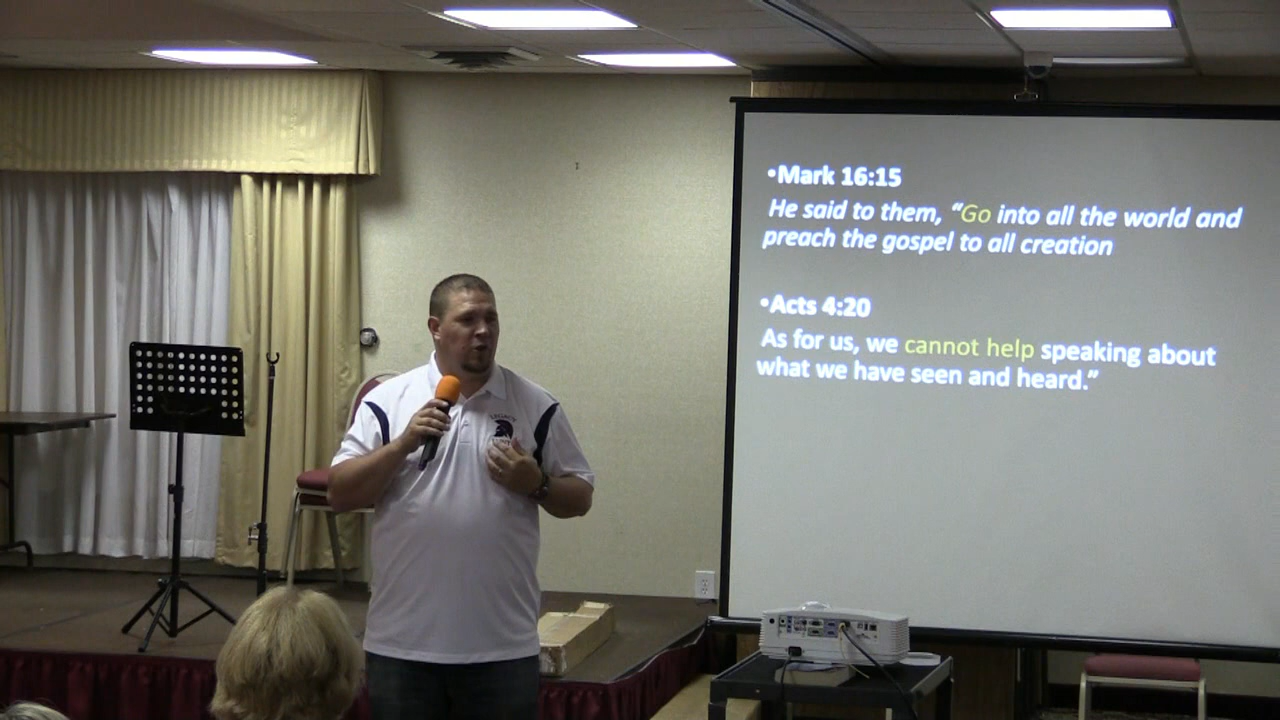 •Mark 16:15
He said to them, “Go into all the world and
preach the gospel to all creation
•Acts 4:20
As for us, we cannot help speaking about
what we have seen and heard.”
LEGACY